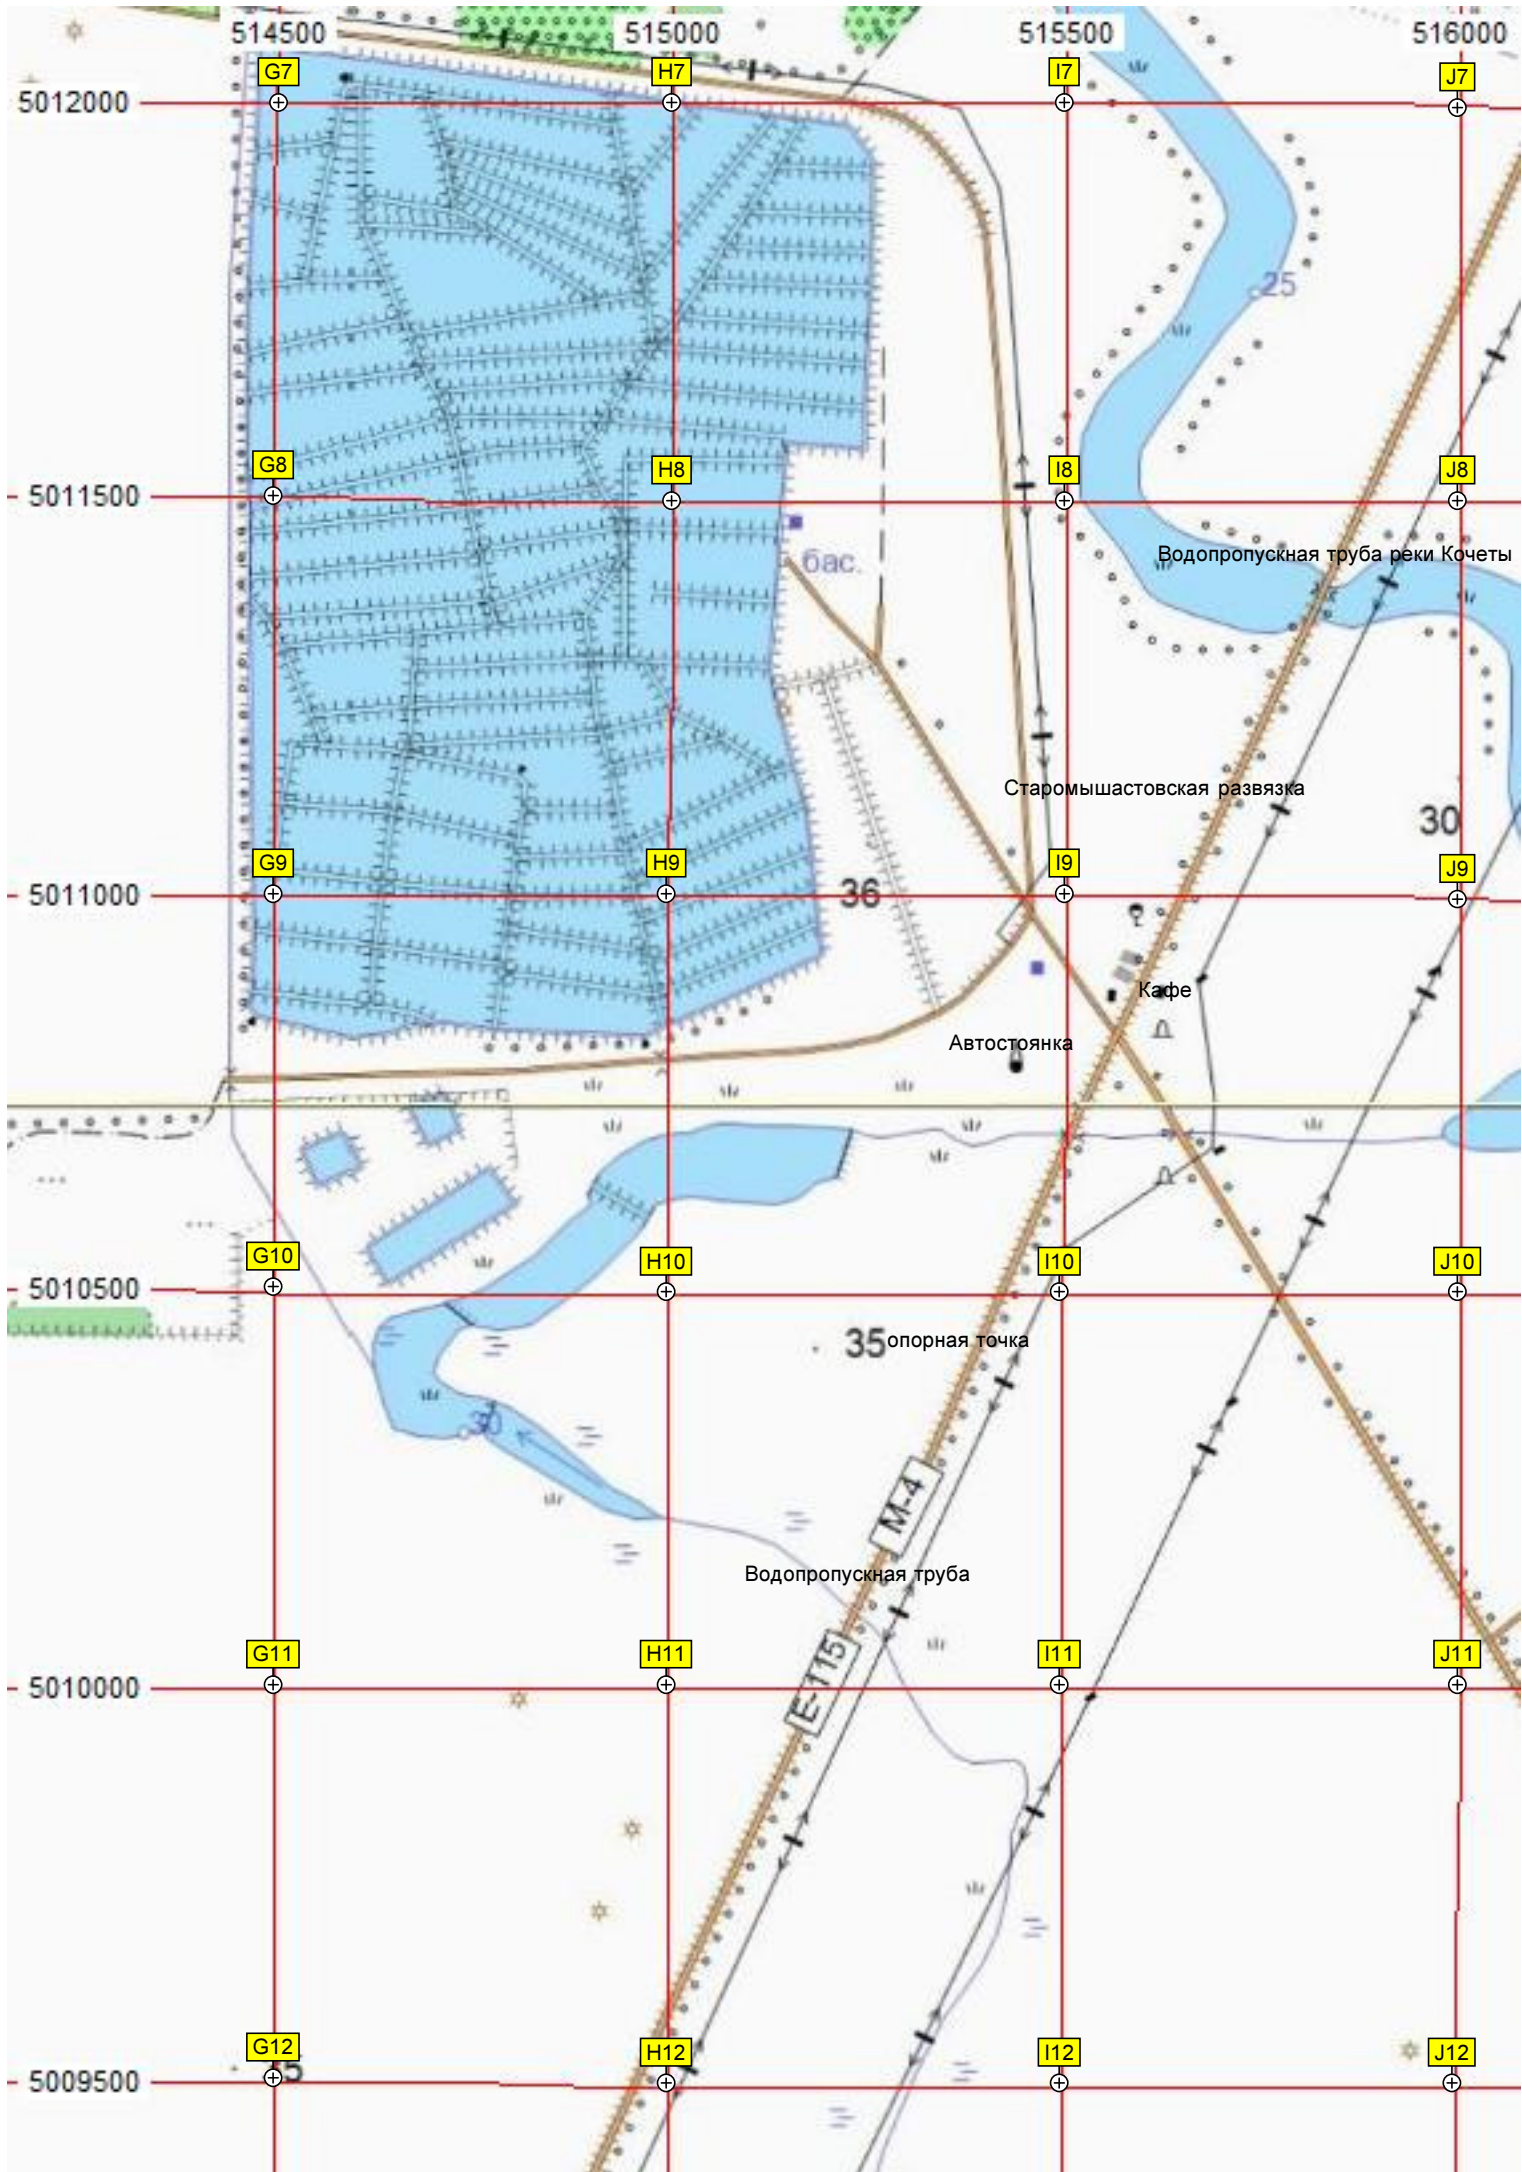 514500 515000 515500 516000
G7 H7 I7 J7
5012000
25
G8 H8 I8 J8
5011500
Водопропускная труба реки Кочеты
бас.
Старомышастовская развязка
30
G9 H9 I9 J9
5011000
36
Кафе
Автостоянка
G10 H10 I10 J10
5010500
35 опорная точка
30
М-4
Водопропускная труба
Е-115
G11 H11 I11 J11
5010000
G12 H12 I12 J12
5009500